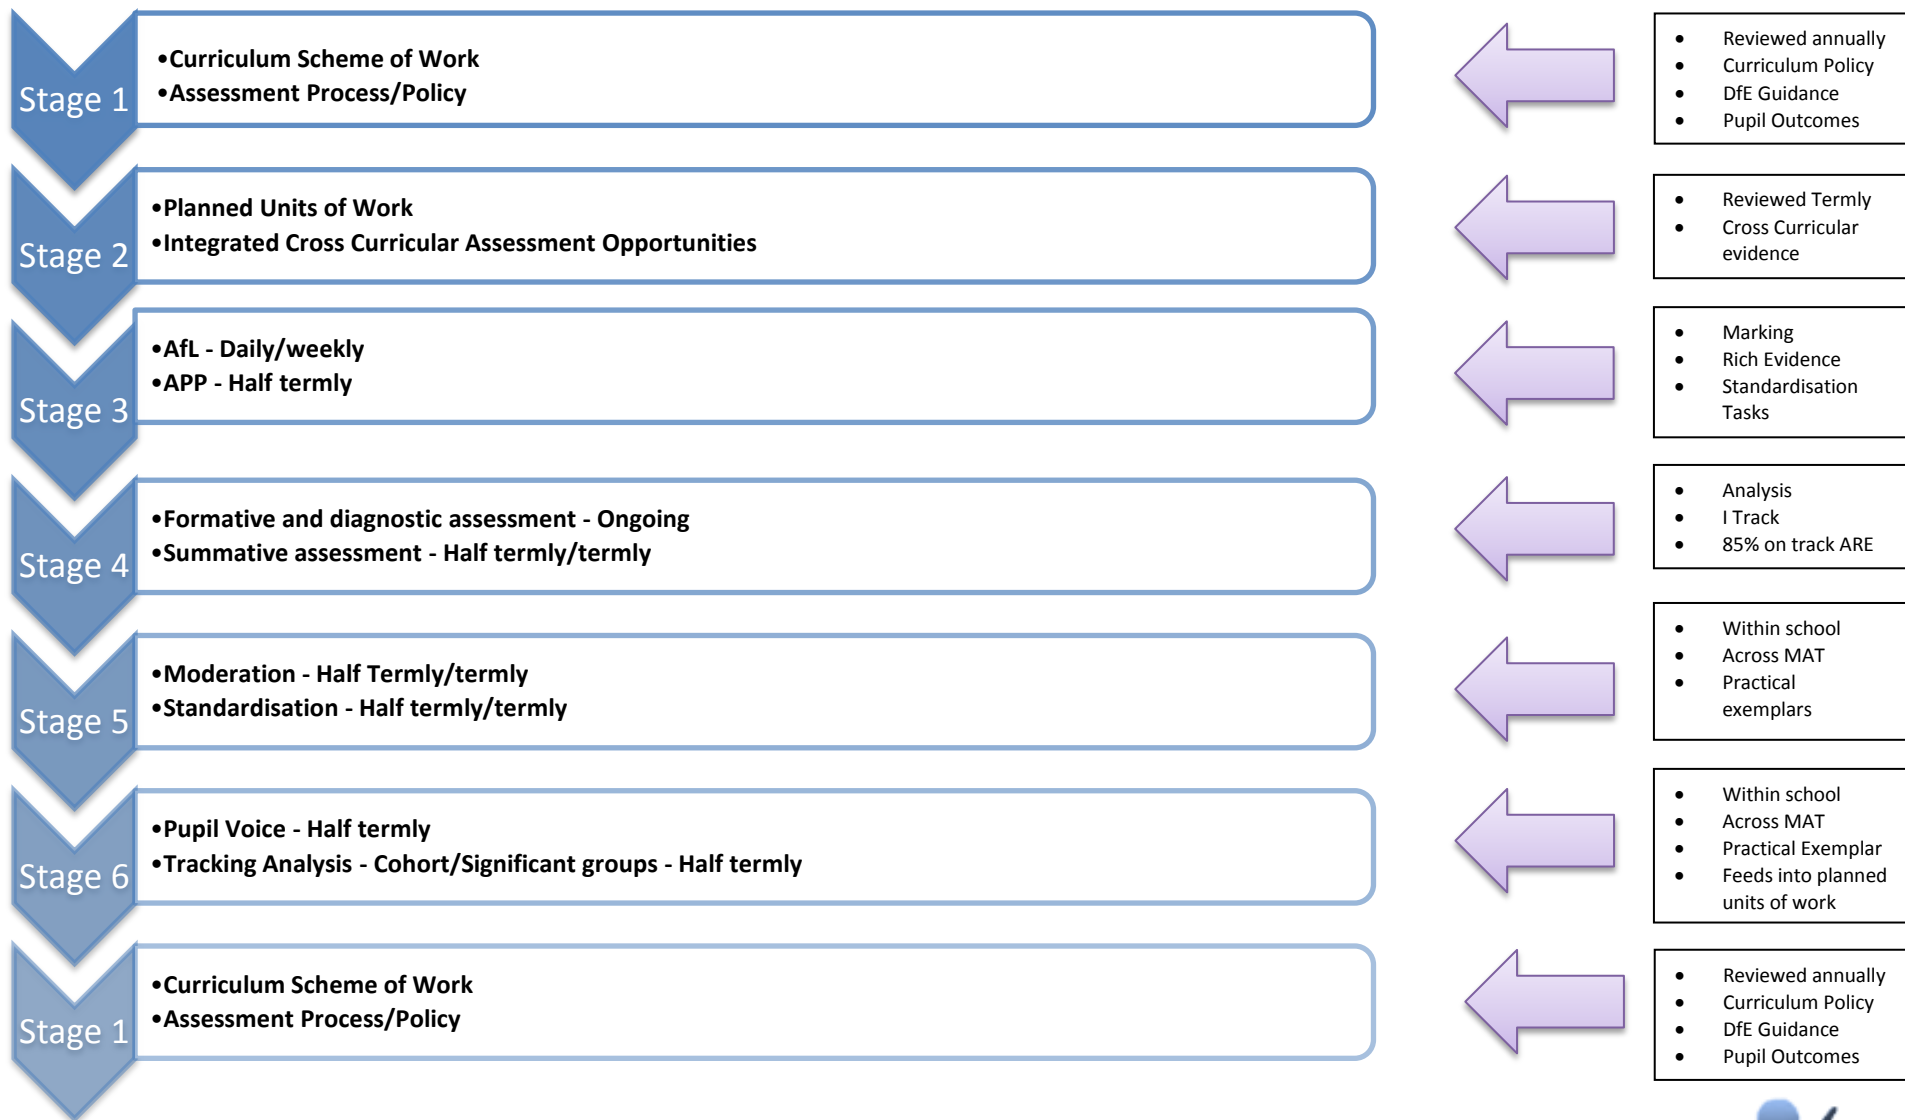 Stage 1
•Curriculum Scheme of Work
•Assessment Process/Policy
• Reviewed annually
• Curriculum Policy
• DfE Guidance
• Pupil Outcomes
Stage 2
•Planned Units of Work
•Integrated Cross Curricular Assessment Opportunities
• Reviewed Termly
• Cross Curricular
evidence
Stage 3
•AfL - Daily/weekly
•APP - Half termly
• Marking
• Rich Evidence
• Standardisation
Tasks
Stage 4
•Formative and diagnostic assessment - Ongoing
•Summative assessment - Half termly/termly
• Analysis
• I Track
• 85% on track ARE
Stage 5
•Moderation - Half Termly/termly
•Standardisation - Half termly/termly
• Within school
• Across MAT
• Practical
exemplars
Stage 6
•Pupil Voice - Half termly
•Tracking Analysis - Cohort/Significant groups - Half termly
• Within school
• Across MAT
• Practical Exemplar
• Feeds into planned
units of work
Stage 1
•Curriculum Scheme of Work
•Assessment Process/Policy
• Reviewed annually
• Curriculum Policy
• DfE Guidance
• Pupil Outcomes